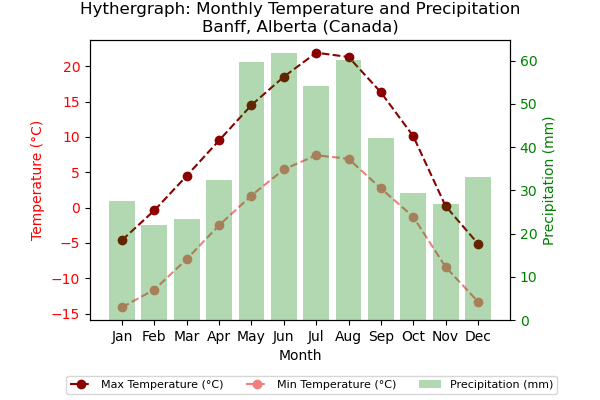 Hythergraph: Monthly Temperature and Precipitation
Banff, Alberta (Canada)
Temperature (°C)
20
15
10
5
0
−5
−10
−15
60
50
40
30
20
10
0
Precipitation (mm)
Jan Feb Mar Apr May Jun Jul Aug Sep Oct Nov Dec
Month
Max Temperature (°C) Min Temperature (°C) Precipitation (mm)